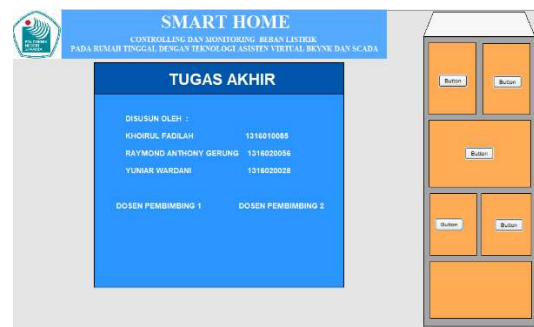 SMART HOME
CONTROLLING DAN MONITORING BEBAN LISTRIK
PADA RUMAH TINGGAL DENGAN TEKNOLOGI ASISTEN VIRTUAL BKYNK DAN SCADA
TUGAS AKHIR
DISUSUN OLEH :
KHOIRUL FADILAH 1316010085
RAYMOND ANTHONY GERUNG 1316020056
YUNIAR WARDANI 1316020028
DOSEN PEMBIMBING 1 DOSEN PEMBIMBING 2
Button Button
Button
Button Button